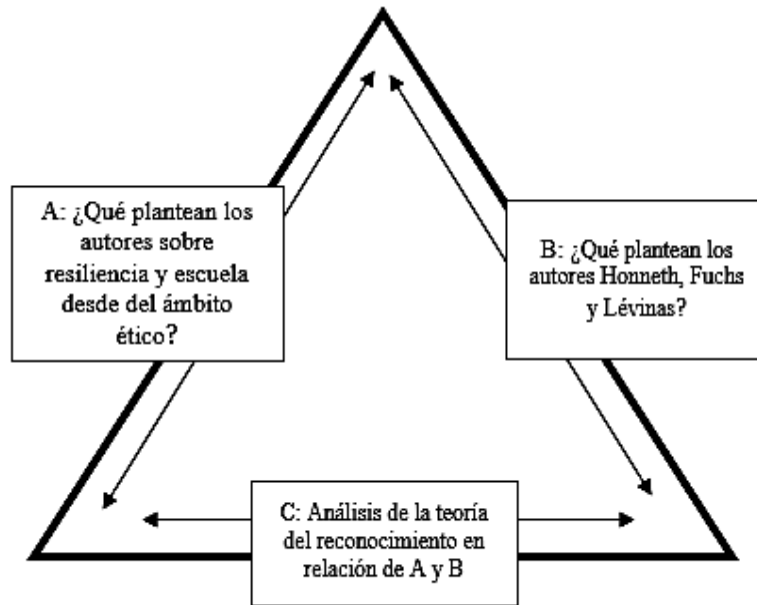 A: ¿Qué plantean los
autores sobre
resiliencia y escuela
desde del ámbito
ético?
B: ¿Qué plantean los
autores Honneth, Fuchs
y Lévinas?
C: Análisis de la teoría
del reconocimiento en
relación de A y B